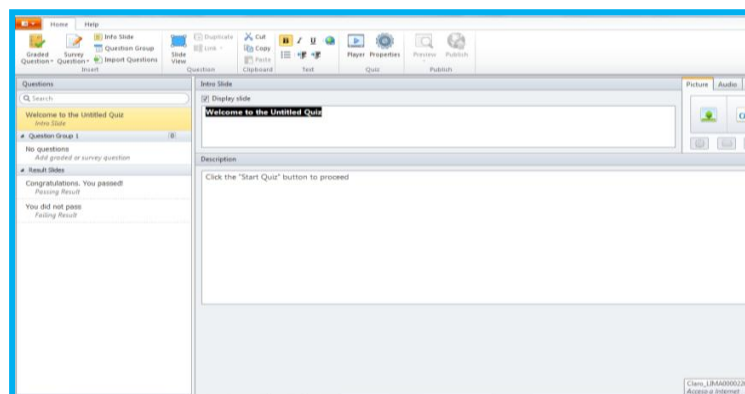 Home Help
Graded Question
Survey Question
Info Slide
Question Group
Import Questions
Insert
Slide View
Duplicate
Link
Question
Cut
Copy
Paste
Clipboard
B I U
Text
Player Properties
Quiz
Preview Publish
Publish
Questions
Search
Welcome to the Untitled Quiz
Intro Slide
Question Group 1 0
No questions
Add graded or survey question
Result Slides
Congratulations, You passed!
Passing Result
You did not pass
Failing Result
Intro Slide
Display slide
Welcome to the Untitled Quiz
Description
Click the "Start Quiz" button to proceed
Picture Audio
Acceso a Internet